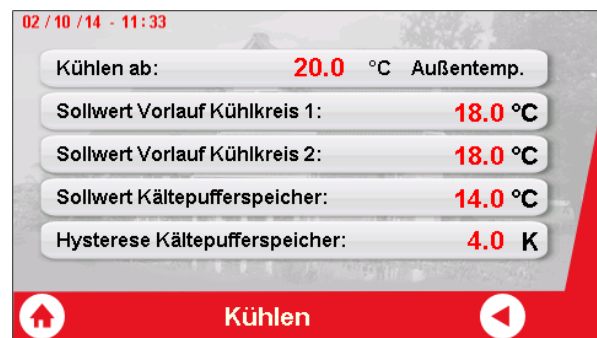 02 / 10 / 14 - 11 : 33
Kühlen ab: 20.0 °C Außentemp.
Sollwert Vorlauf Kühlkreis 1: 18.0 °C
Sollwert Vorlauf Kühlkreis 2: 18.0 °C
Sollwert Kältepufferspeicher: 14.0 °C
Hysterese Kältepufferspeicher: 4.0 K
Kühlen